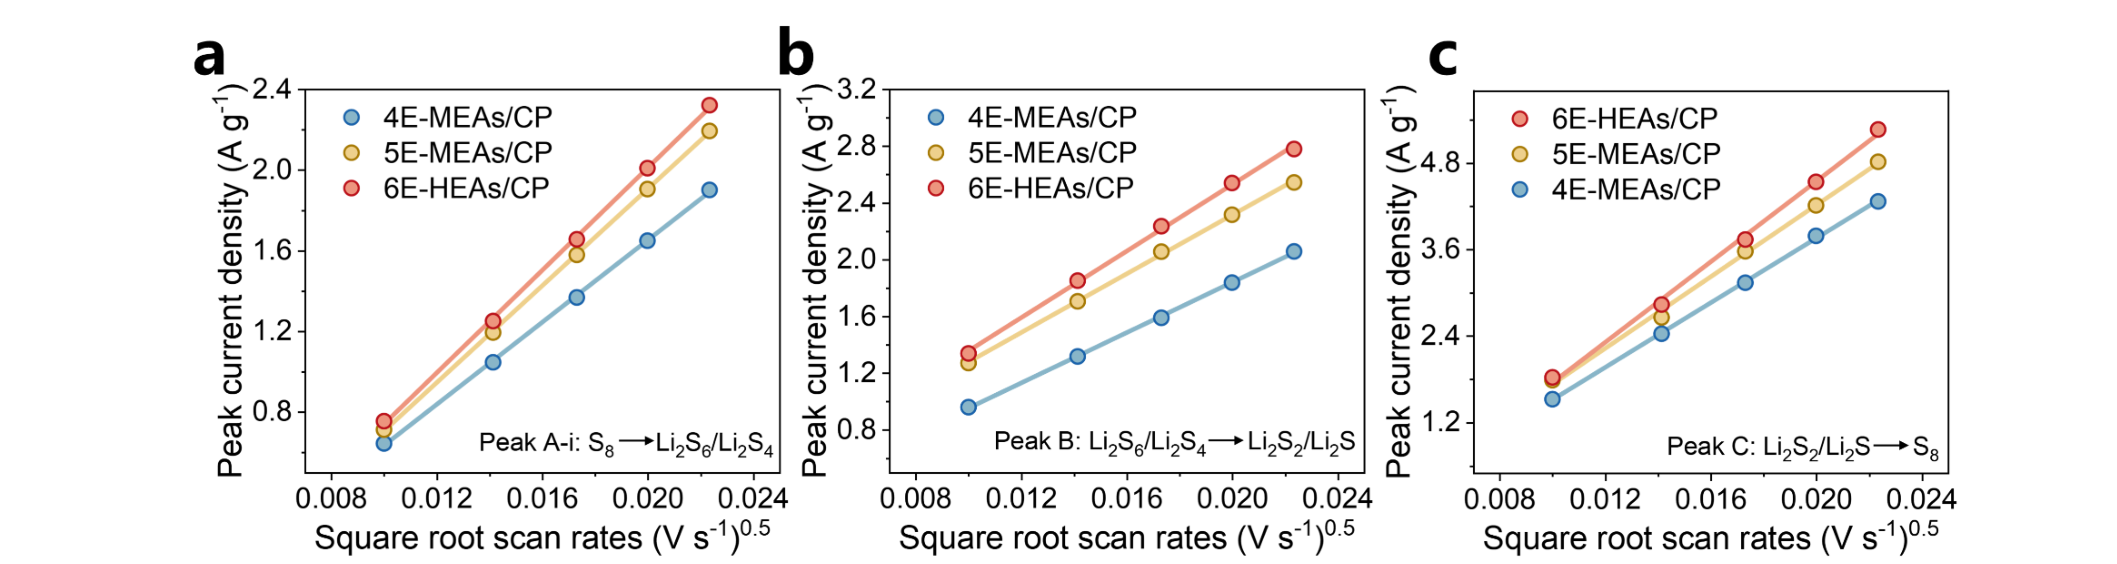 a
Peak current density (A g⁻¹)
2.4
2.0
1.6
1.2
0.8
4E-MEAs/CP
5E-MEAs/CP
6E-HEAs/CP
Peak A-i: S₈ → Li₂S₆/Li₂S₄
0.008 0.012 0.016 0.020 0.024
Square root scan rates (V s⁻¹)⁰·⁵
b
Peak current density (A g⁻¹)
3.2
2.8
2.4
2.0
1.6
1.2
0.8
4E-MEAs/CP
5E-MEAs/CP
6E-HEAs/CP
Peak B: Li₂S₆/Li₂S₄ → Li₂S₂/Li₂S
0.008 0.012 0.016 0.020 0.024
Square root scan rates (V s⁻¹)⁰·⁵
c
Peak current density (A g⁻¹)
4.8
3.6
2.4
1.2
6E-HEAs/CP
5E-MEAs/CP
4E-MEAs/CP
Peak C: Li₂S₂/Li₂S → S₈
0.008 0.012 0.016 0.020 0.024
Square root scan rates (V s⁻¹)⁰·⁵